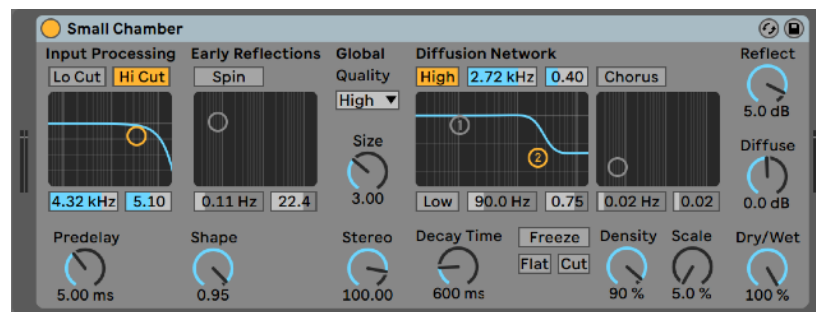 Small Chamber
Input Processing Early Reflections Global Diffusion Network Reflect
Lo Cut Hi Cut Spin Quality High 2.72 kHz 0.40 Chorus
High ▼
5.0 dB
1
Size
Diffuse
2
4.32 kHz 5.10 0.11 Hz 22.4 3.00 Low 90.0 Hz 0.75 0.02 Hz 0.02 0.0 dB
Predelay Shape Stereo Decay Time Freeze Density Scale Dry/Wet
Flat Cut
5.00 ms 0.95 100.00 600 ms 90 % 5.0 % 100 %